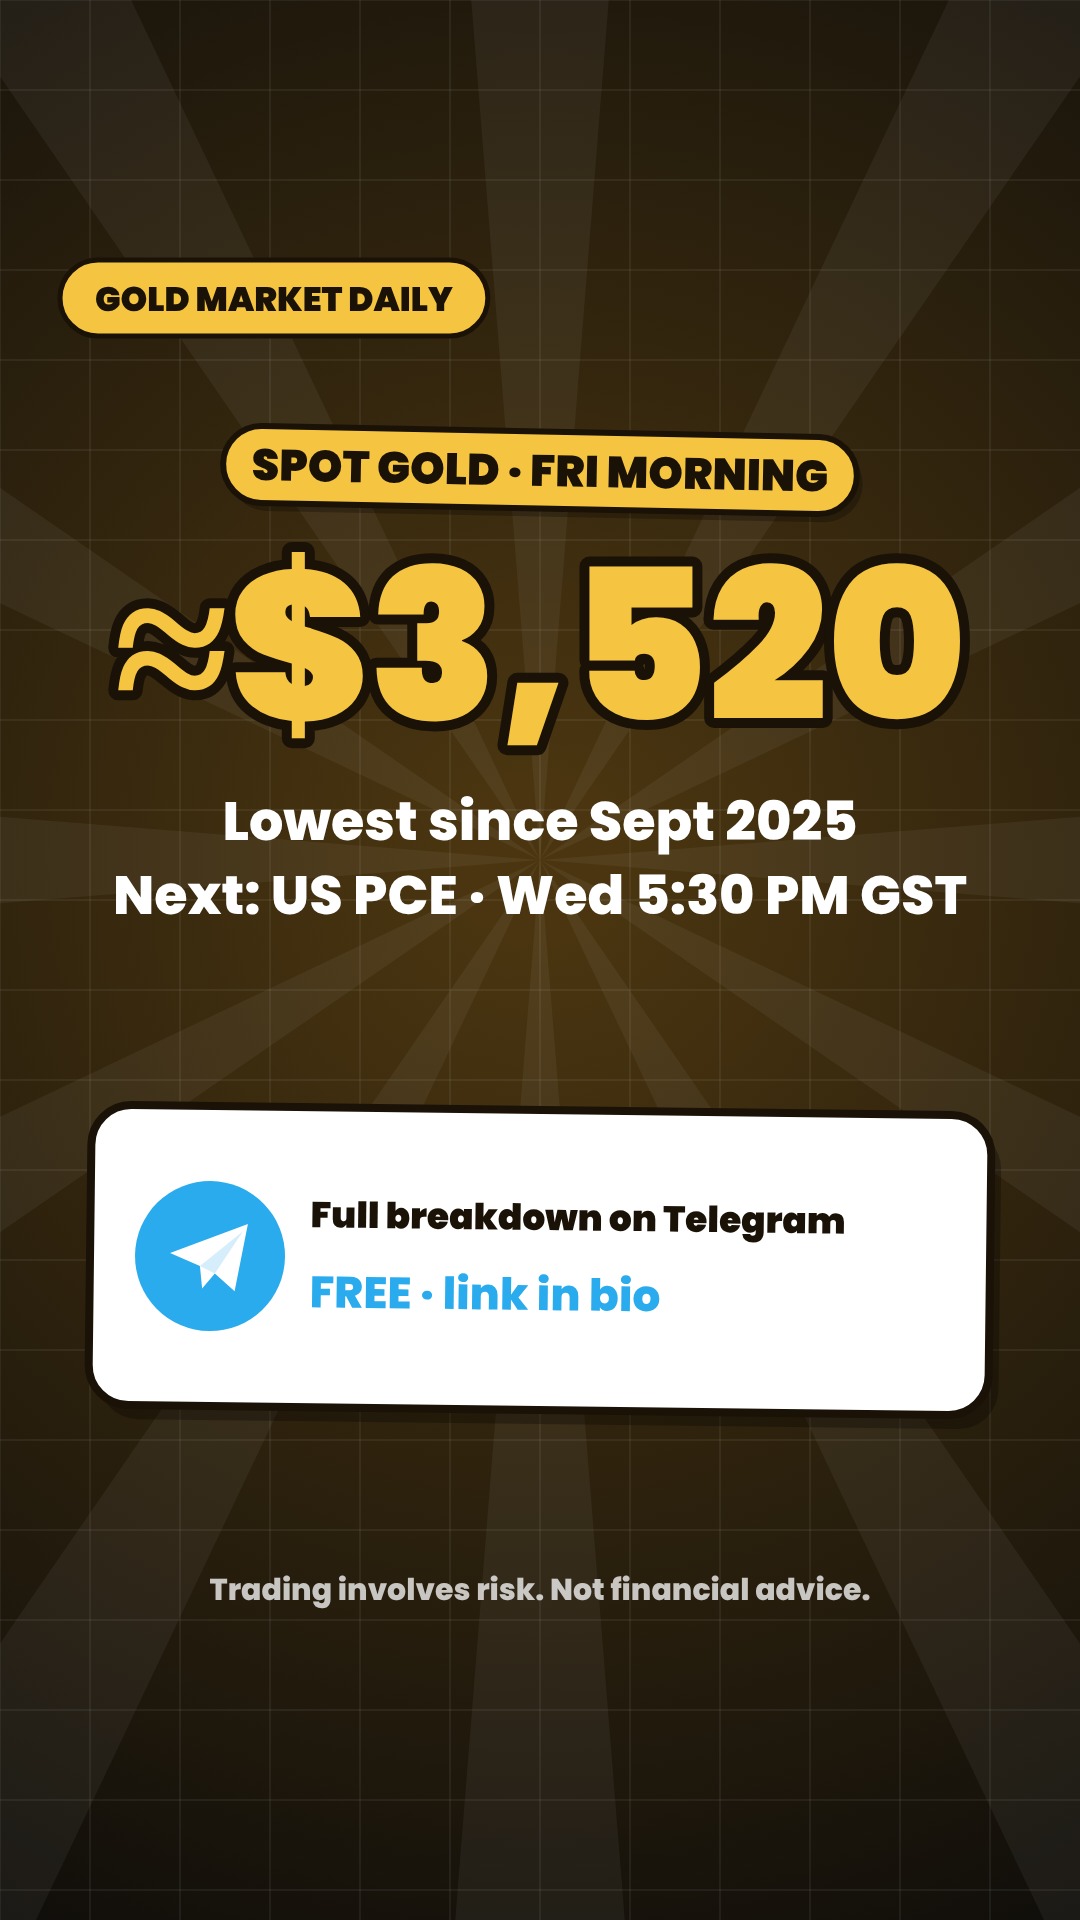 GOLD MARKET DAILY
SPOT GOLD · FRI MORNING
≈$3,520
Lowest since Sept 2025
Next: US PCE · Wed 5:30 PM GST
Full breakdown on Telegram
FREE · link in bio
Trading involves risk. Not financial advice.